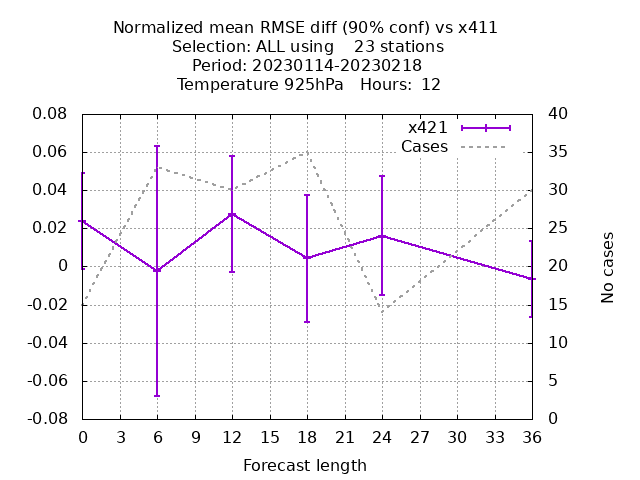 Normalized mean RMSE diff (90% conf) vs x411
Selection: ALL using    23 stations
Period: 20230114-20230218
Temperature 925hPa   Hours:  12
0.08
0.06
0.04
0.02
0
-0.02
-0.04
-0.06
-0.08
40
35
30
25
20
15
10
5
0
x421
Cases
No cases
0 3 6 9 12 15 18 21 24 27 30 33 36
Forecast length